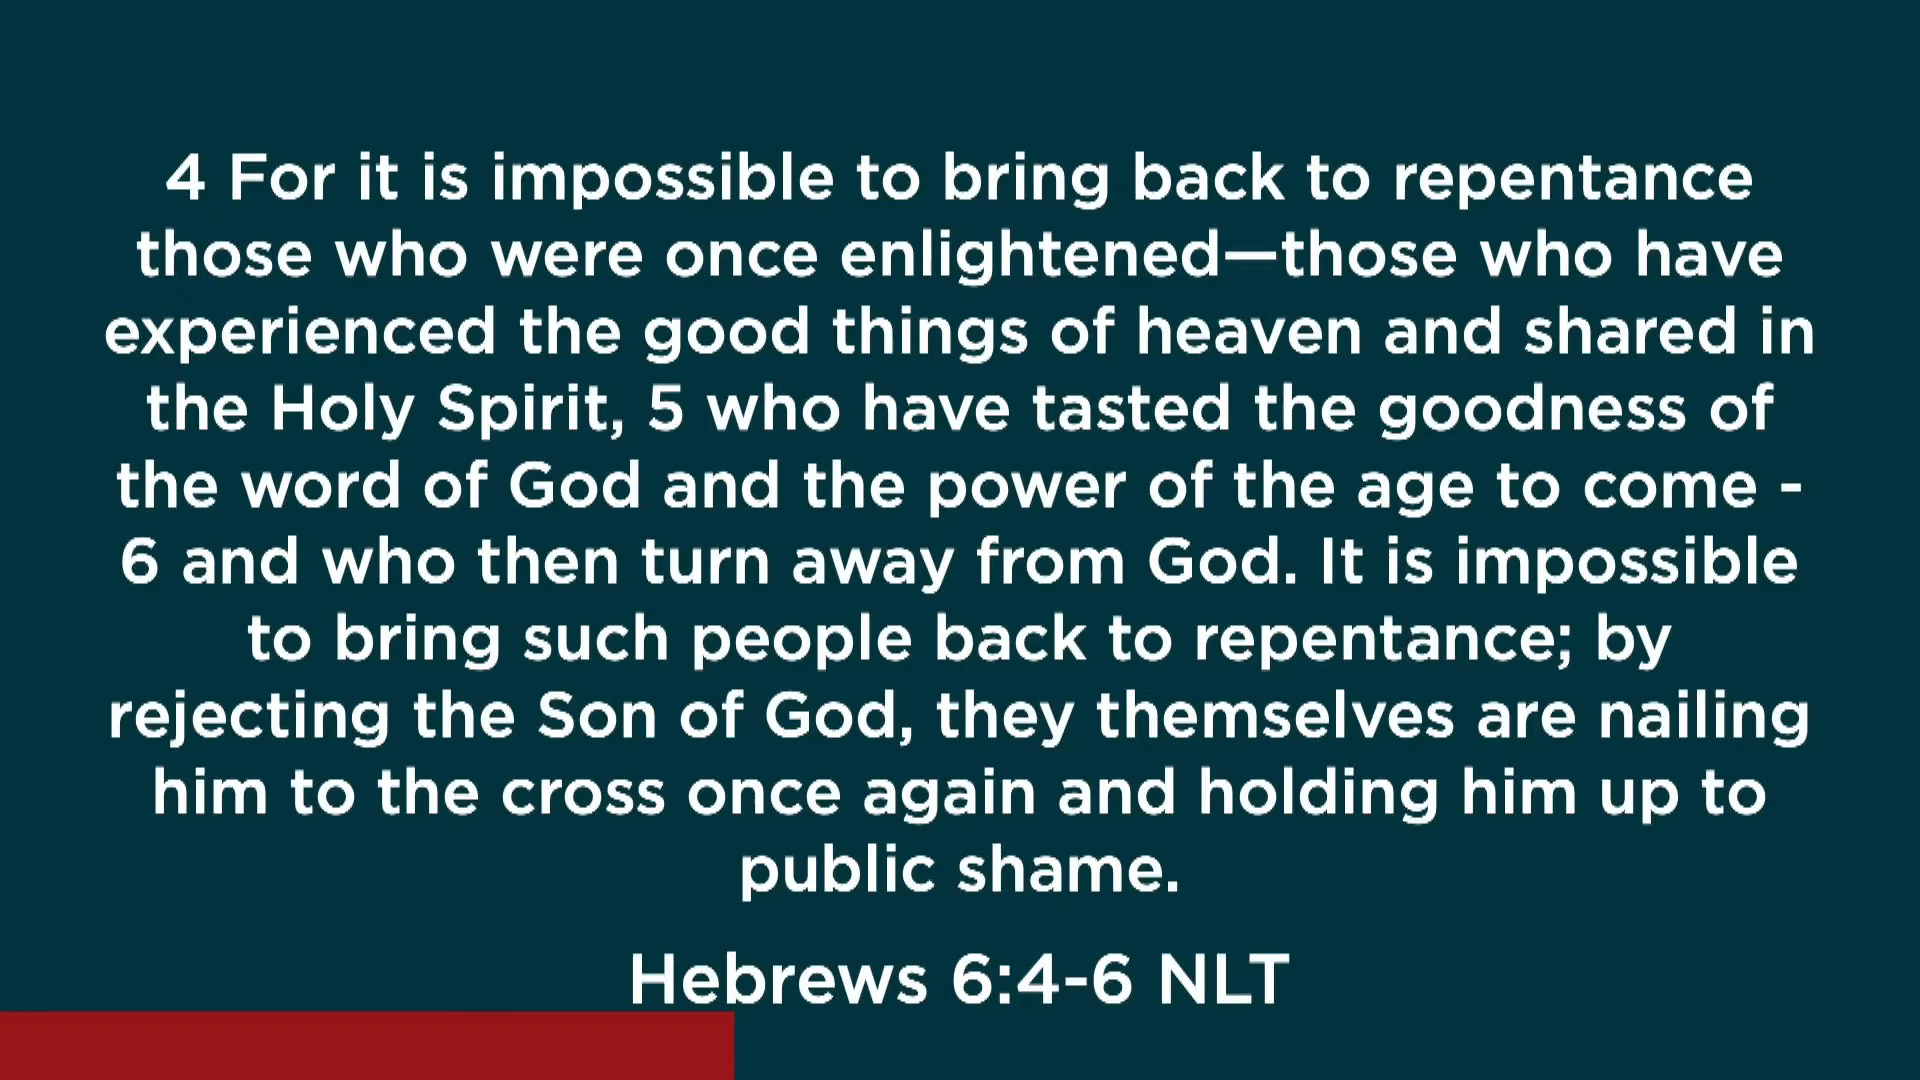 4 For it is impossible to bring back to repentance
those who were once enlightened—those who have
experienced the good things of heaven and shared in
the Holy Spirit, 5 who have tasted the goodness of
the word of God and the power of the age to come -
6 and who then turn away from God. It is impossible
to bring such people back to repentance; by
rejecting the Son of God, they themselves are nailing
him to the cross once again and holding him up to
public shame.
Hebrews 6:4-6 NLT